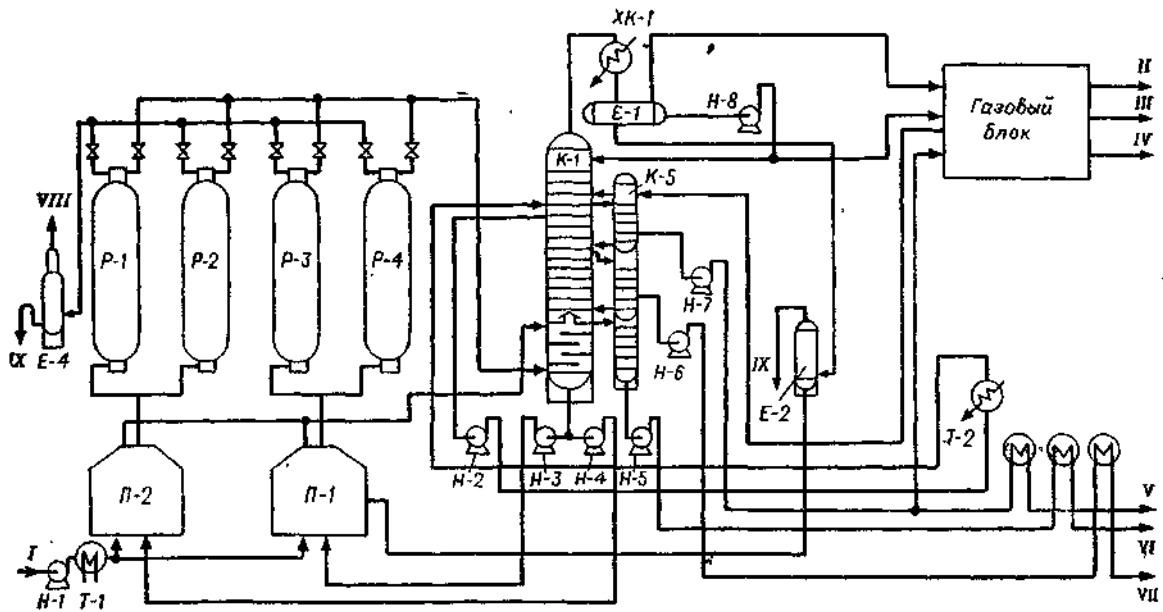 ХК-1
II
Н-8
E-1
III
Газовый
блок
IV
К-1
К-5
VIII
Р-1
Р-2
Р-3
Р-4
Н-7
IX
E-4
Н-6
IX
E-2
Т-2
Н-2
Н-3
Н-4
Н-5
П-2
П-1
V
I
VI
Н-1
Т-1
VII